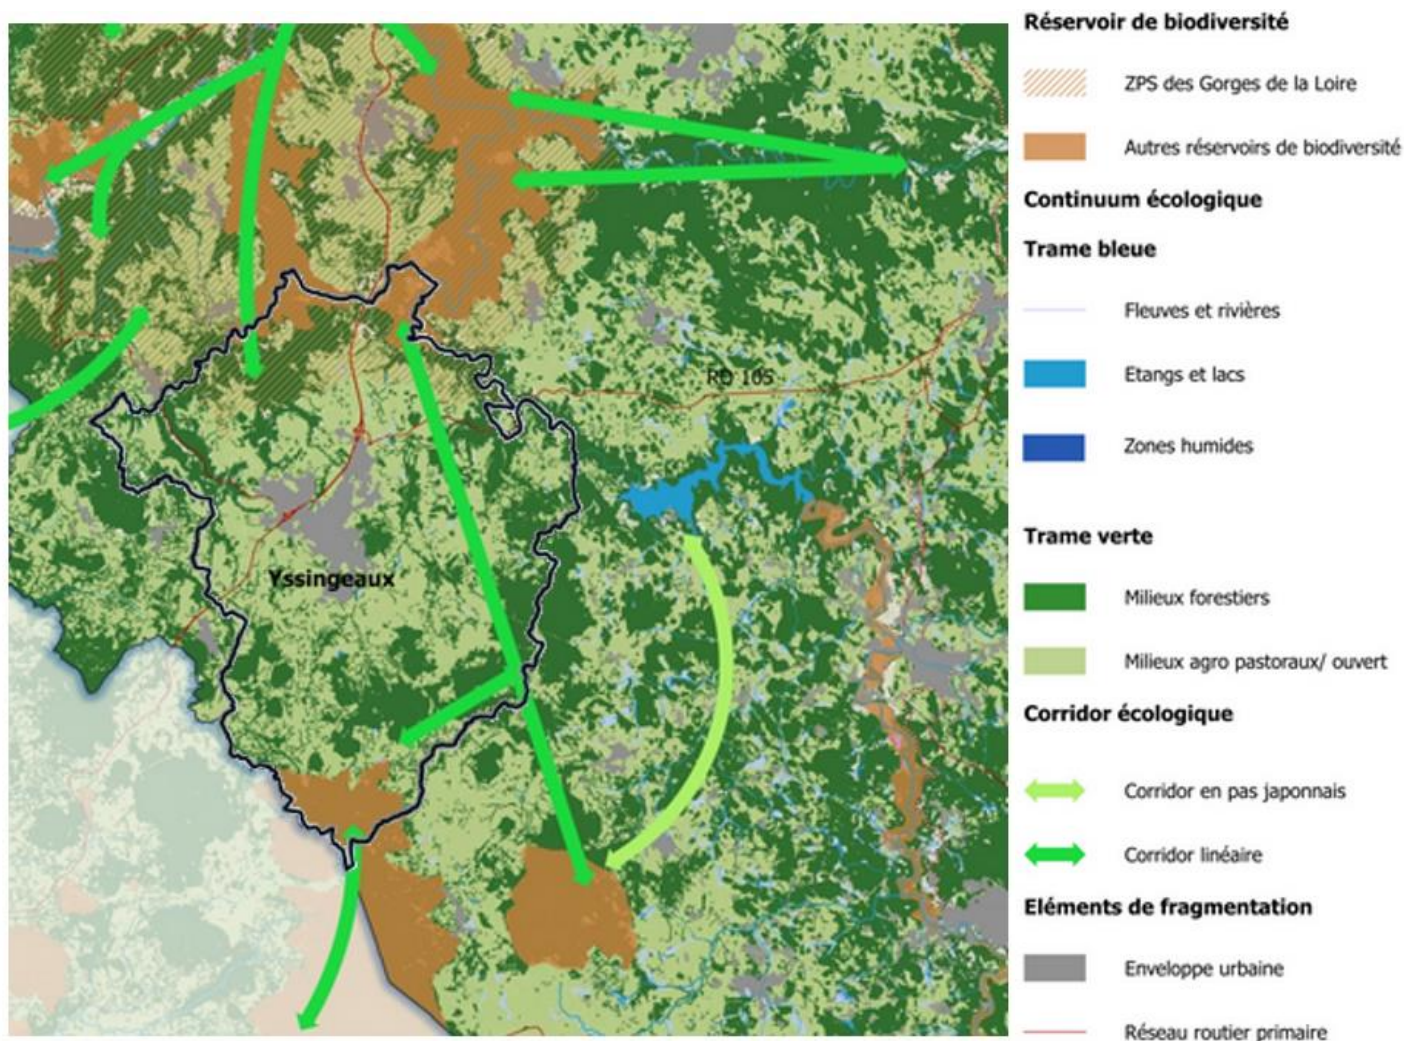 Réservoir de biodiversité
ZPS des Gorges de la Loire
Autres réservoirs de biodiversité
Continuum écologique
Trame bleue
Fleuves et rivières
Etangs et lacs
Zones humides
Trame verte
Milieux forestiers
Milieux agro pastoraux/ ouvert
Corridor écologique
Corridor en pas japonnais
Corridor linéaire
Eléments de fragmentation
Enveloppe urbaine
Réseau routier primaire
RD 105
Yssingeaux